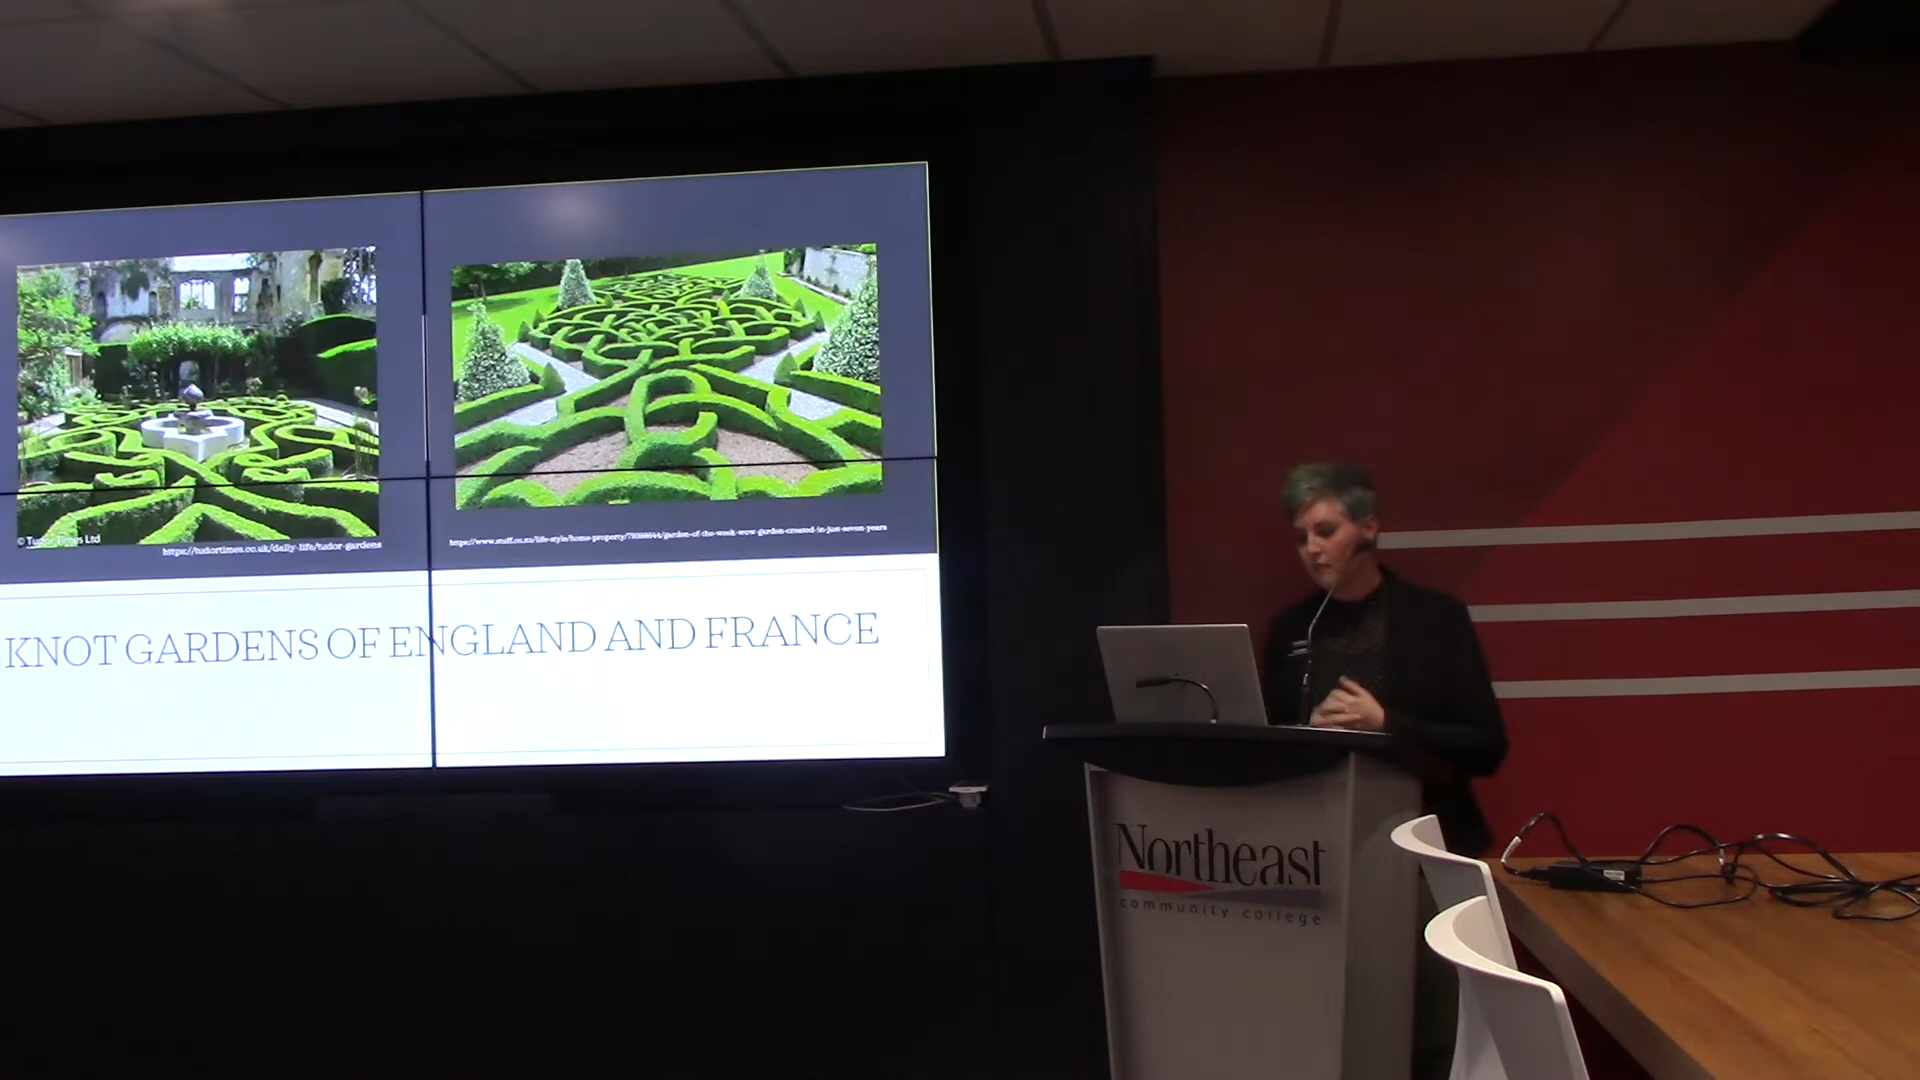 © Tudor Times Ltd
https://tudortimes.co.uk/daily-life/tudor-gardens
KNOT GARDENS OF ENGLAND AND FRANCE
Northeast
community college